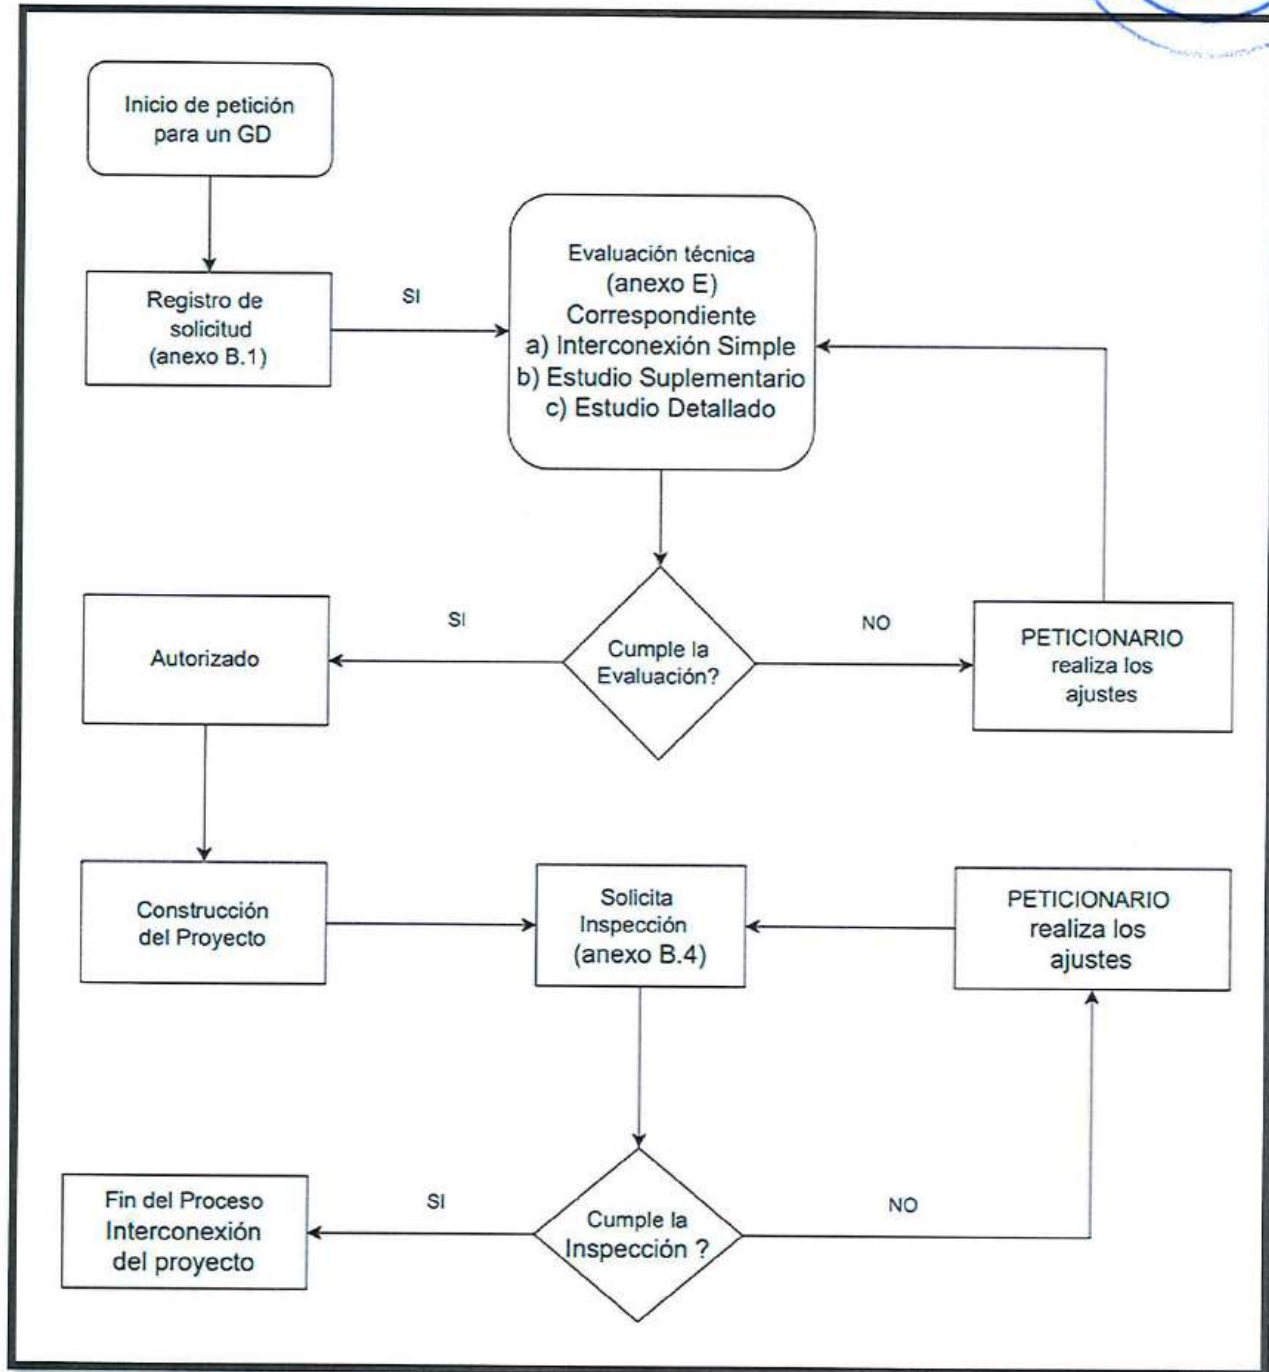 Inicio de petición
para un GD
Registro de
solicitud
(anexo B.1)
SI
Evaluación técnica
(anexo E)
Correspondiente
a) Interconexión Simple
b) Estudio Suplementario
c) Estudio Detallado
Cumple la
Evaluación?
SI
NO
Autorizado
PETICIONARIO
realiza los
ajustes
Construcción
del Proyecto
Solicita
Inspección
(anexo B.4)
PETICIONARIO
realiza los
ajustes
Cumple la
Inspección ?
SI
NO
Fin del Proceso
Interconexión
del proyecto